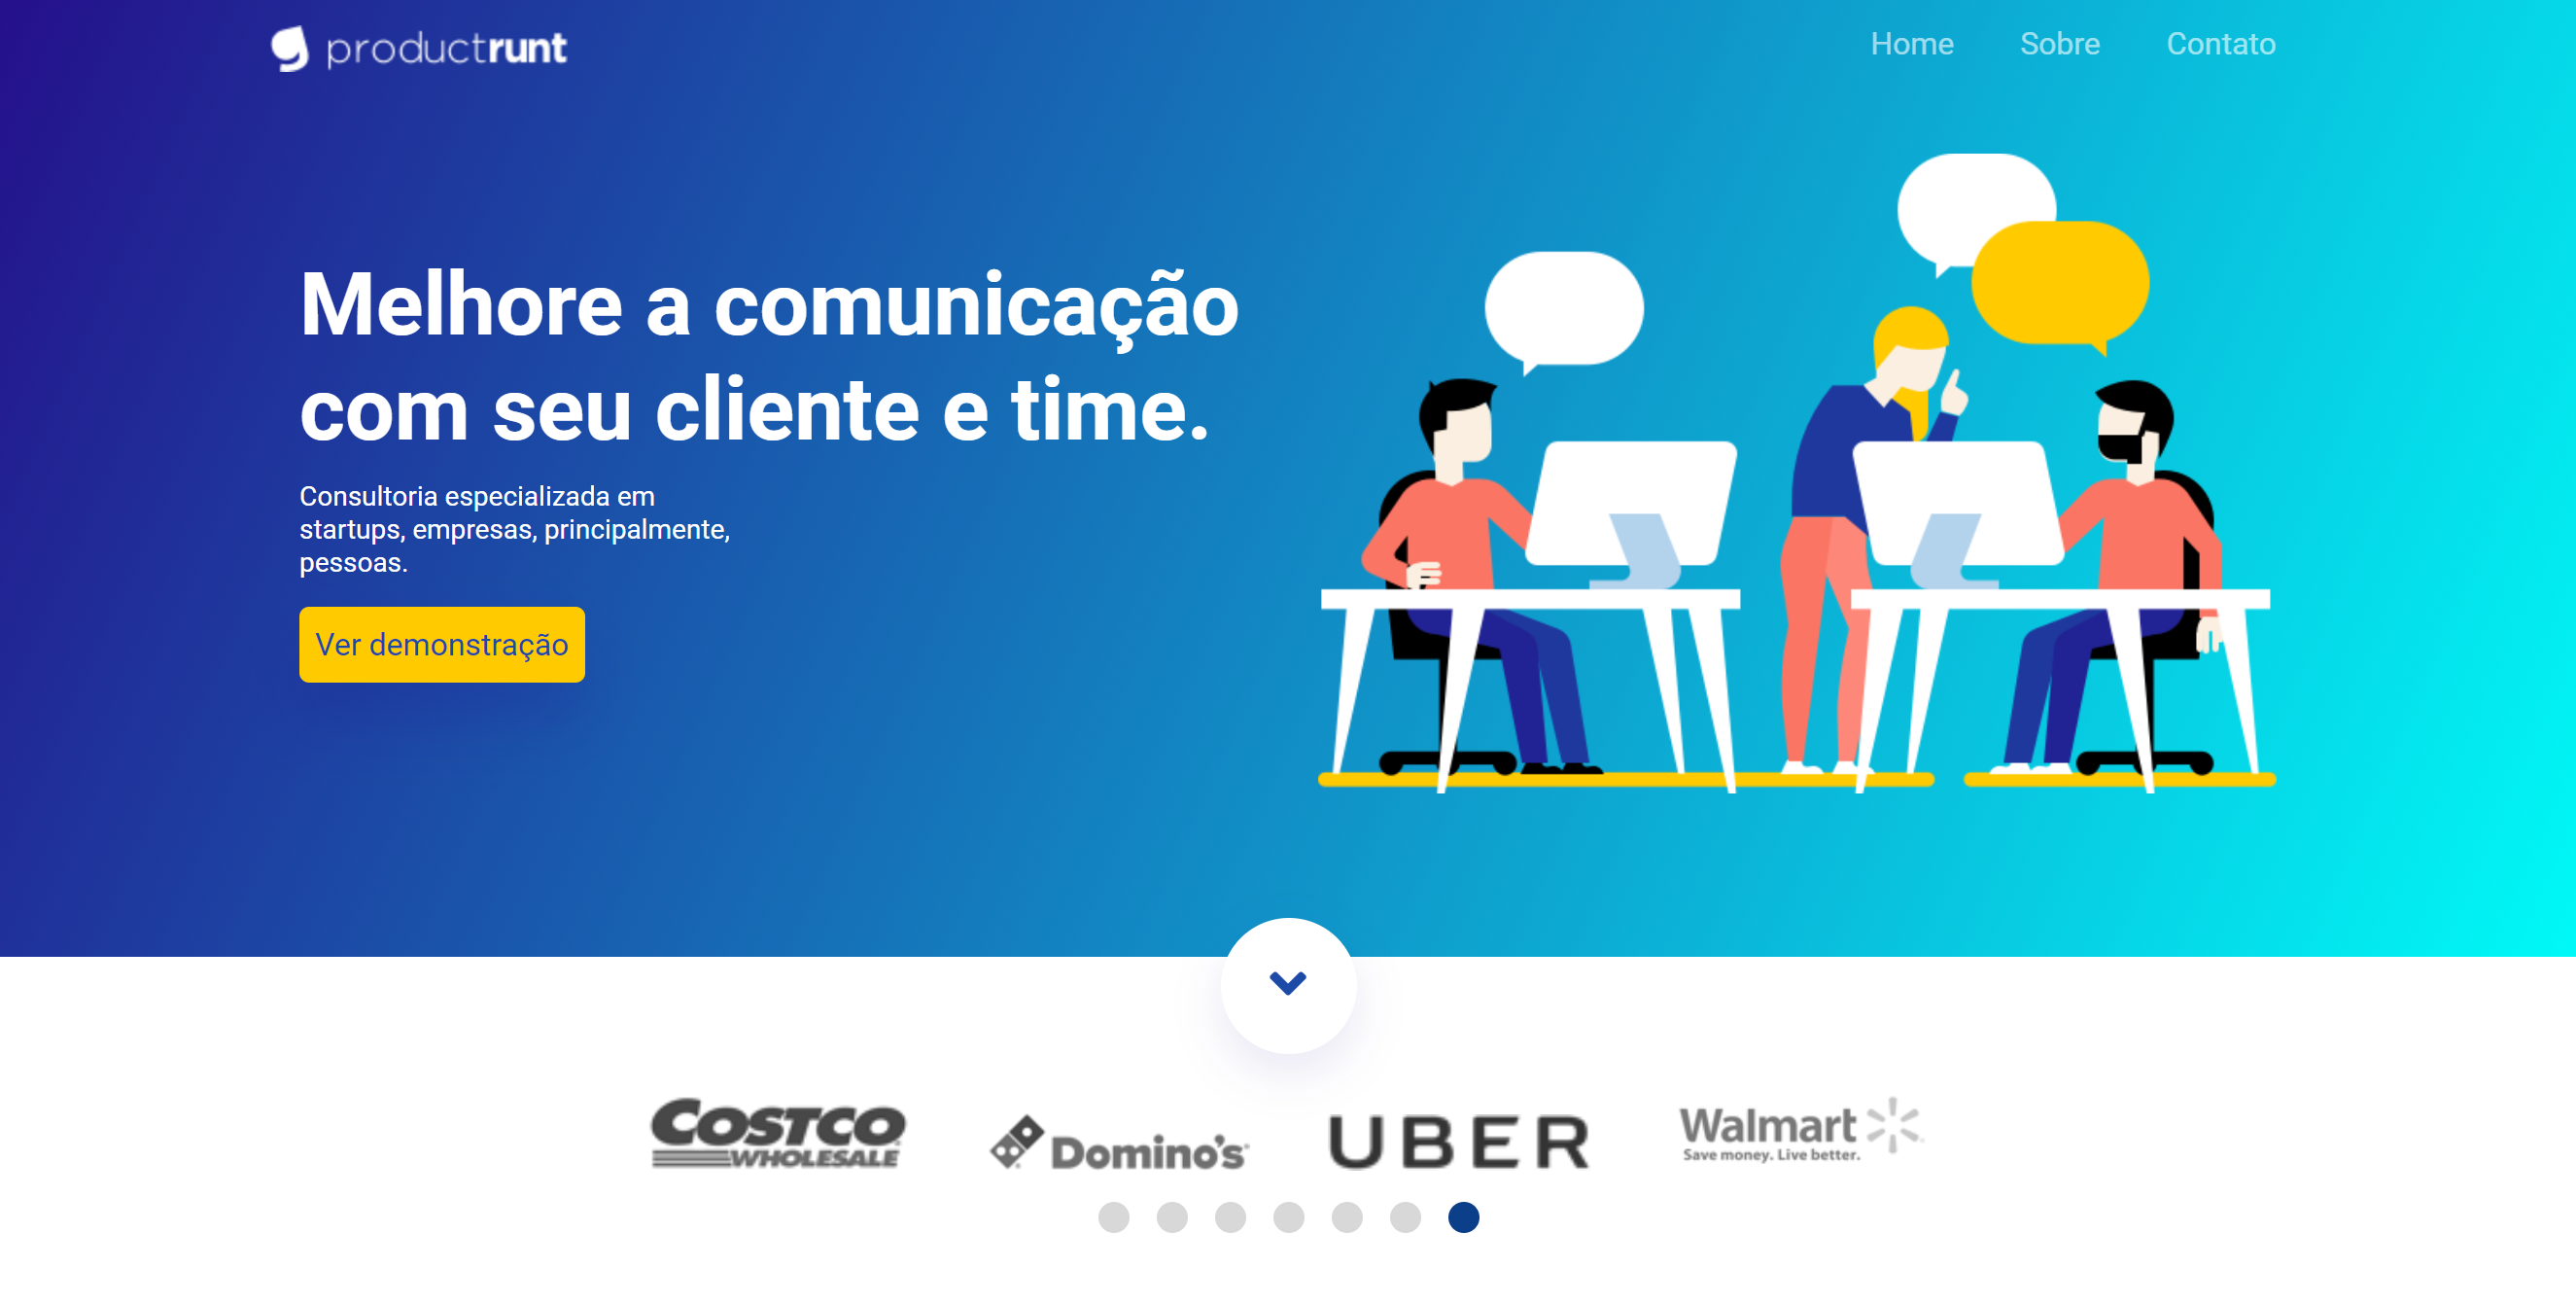 productrunt
Home Sobre Contato
Melhore a comunicação
com seu cliente e time.
Consultoria especializada em
startups, empresas, principalmente,
pessoas.
Ver demonstração
COSTCO
WHOLESALE
Domino's
UBER
Walmart
Save money. Live better.